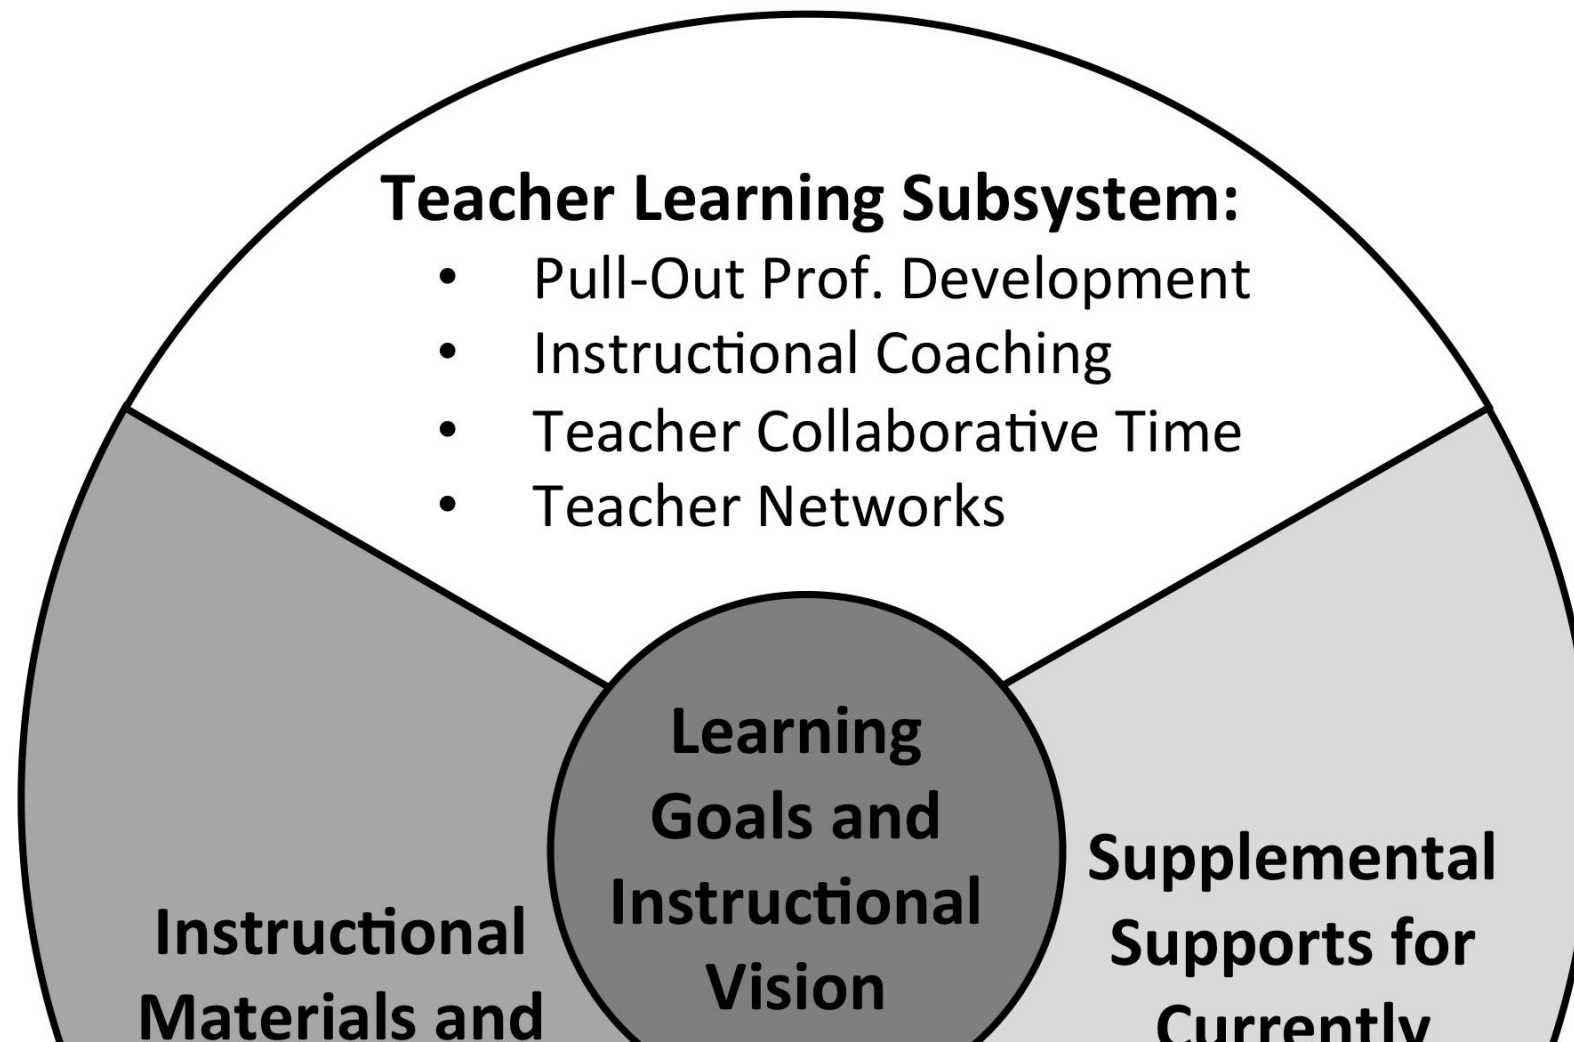 Teacher Learning Subsystem:
• Pull-Out Prof. Development
• Instructional Coaching
• Teacher Collaborative Time
• Teacher Networks
Learning
Goals and
Instructional
Vision
Instructional
Materials and
Supplemental
Supports for
Currently